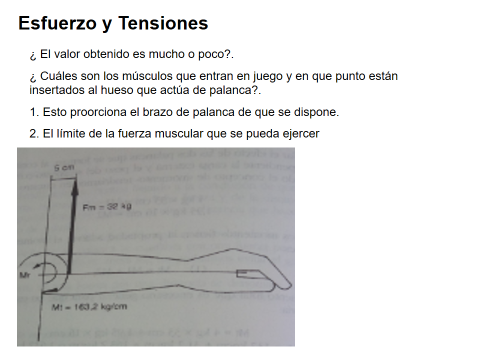 Esfuerzo y Tensiones
¿ El valor obtenido es mucho o poco?.
¿ Cuáles son los músculos que entran en juego y en que punto están
insertados al hueso que actúa de palanca?.
1. Esto proorciona el brazo de palanca de que se dispone.
2. El límite de la fuerza muscular que se pueda ejercer
5 cm
Fm = 32 kg
Mr
M1 = 163,2 kg/cm